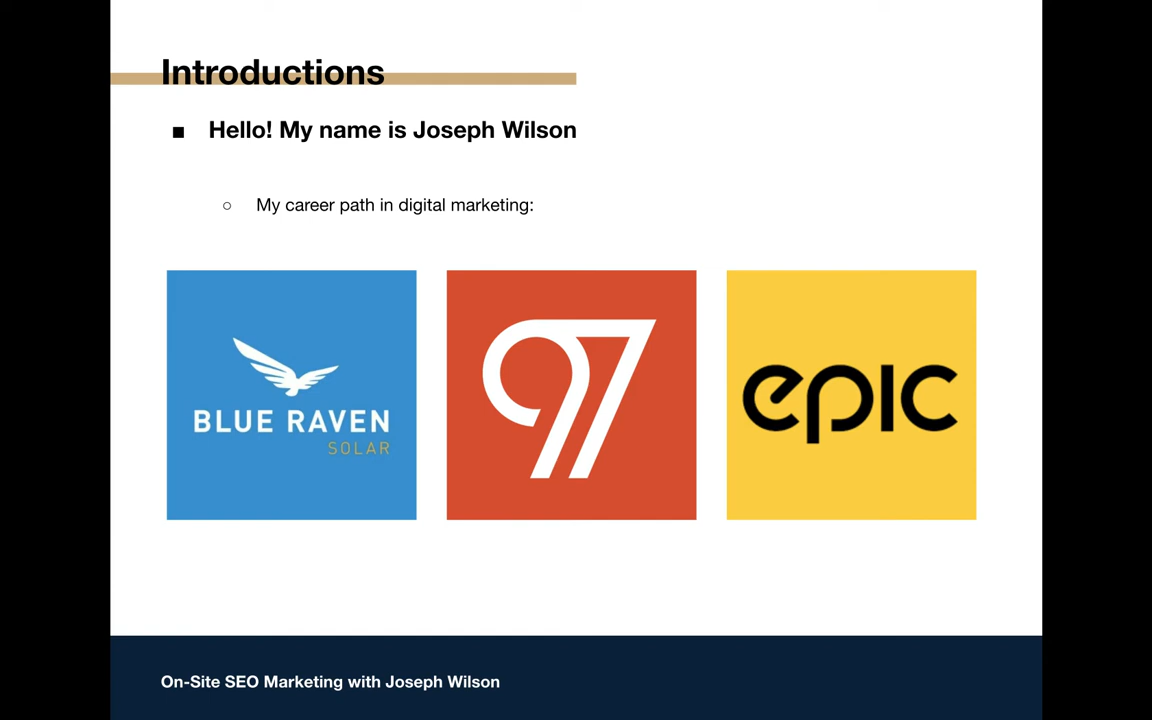 Introductions
■ Hello! My name is Joseph Wilson
○ My career path in digital marketing:
BLUE RAVEN
SOLAR
97
epic
On-Site SEO Marketing with Joseph Wilson